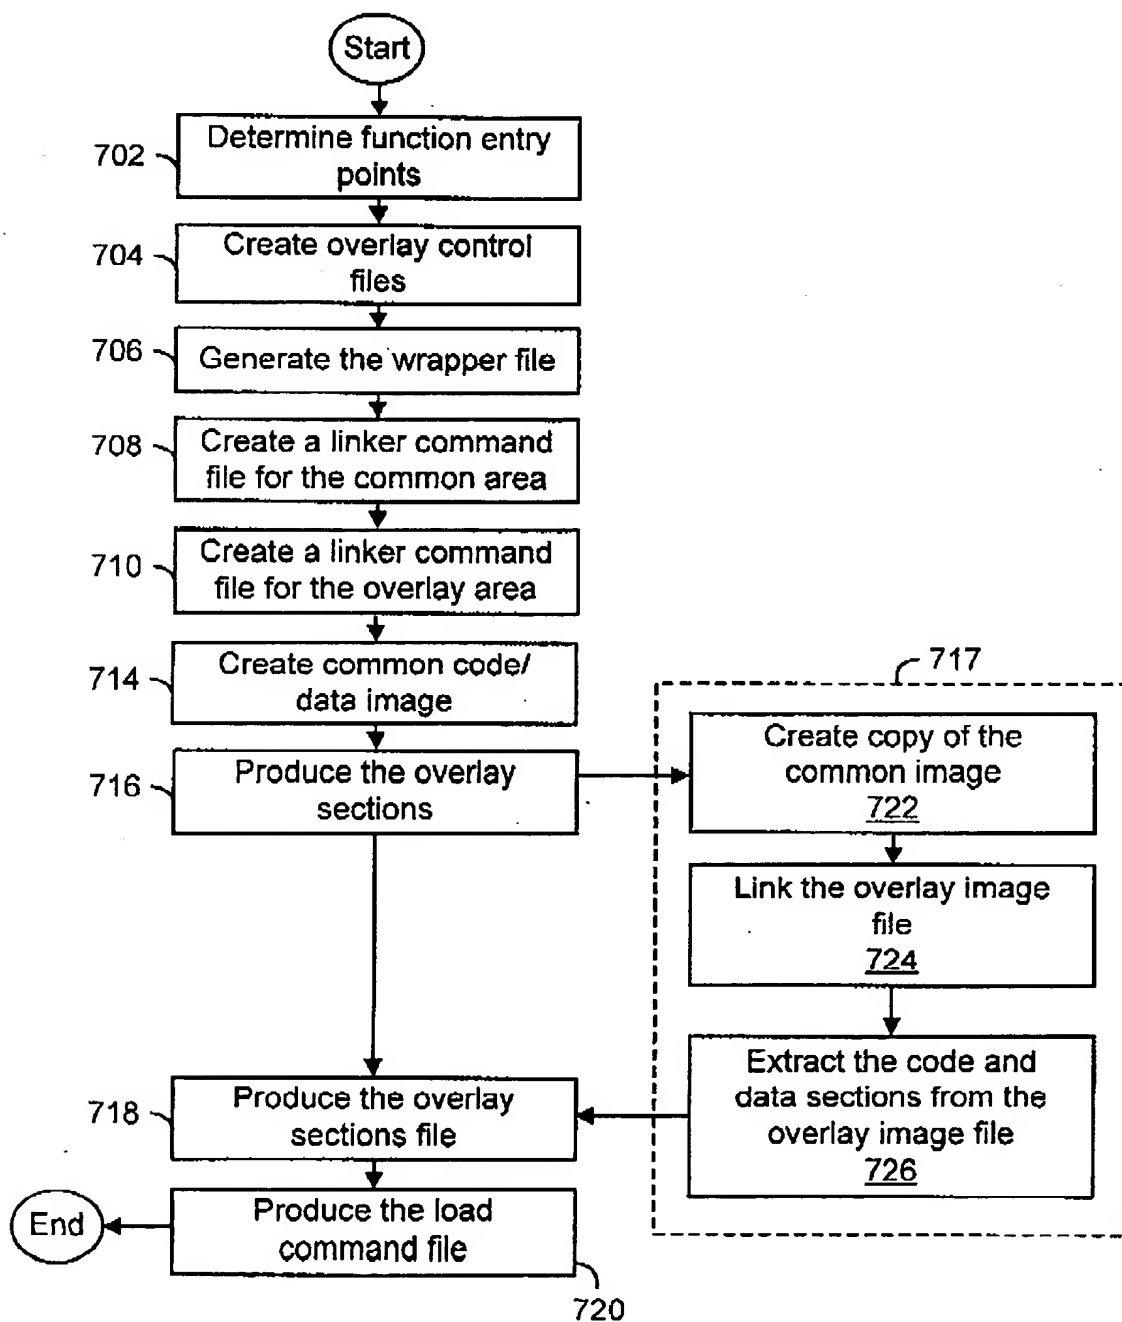 Start
702
Determine function entry
points
704
Create overlay control
files
706
Generate the wrapper file
708
Create a linker command
file for the common area
710
Create a linker command
file for the overlay area
714
Create common code/
data image
716
Produce the overlay
sections
717
Create copy of the
common image
722
Link the overlay image
file
724
Extract the code and
data sections from the
overlay image file
726
718
Produce the overlay
sections file
End
Produce the load
command file
720